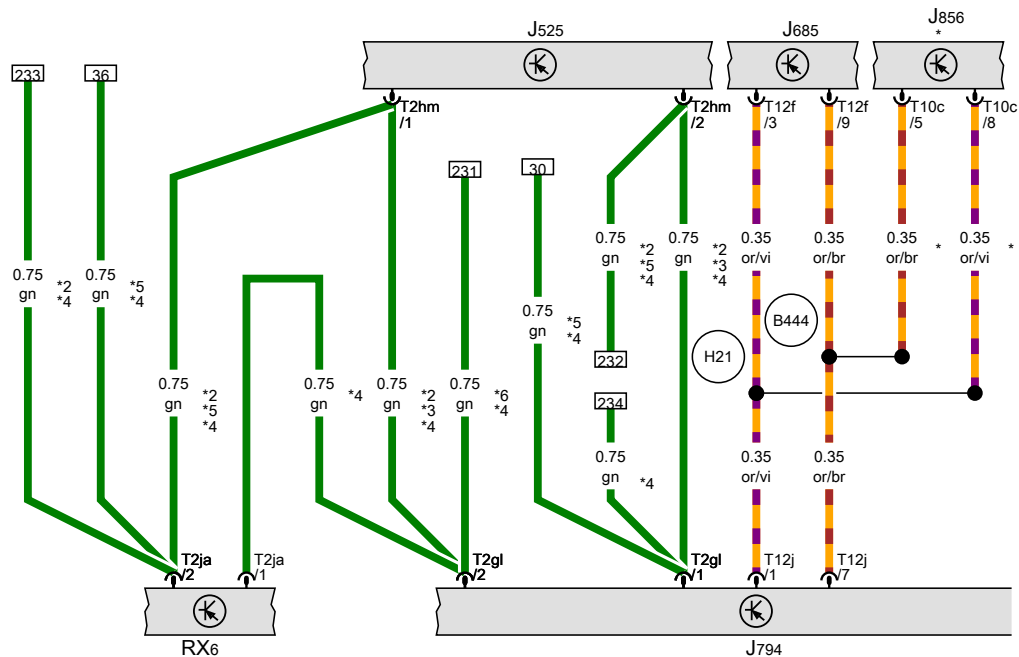 J525
J685
J856
*
233
36
T2hm
/1
T2hm
/2
T12f
/3
T12f
/9
T10c
/5
T10c
/8
231
30
0.75
gn
*2
*4
0.75
gn
*5
*4
0.75
gn
*2
*5
*4
0.75
gn
*2
*3
*4
0.35
or/vi
0.35
or/br
0.35
or/br
*
0.35
or/vi
*
0.75
gn
*5
*4
B444
H21
232
234
0.75
gn
*2
*5
*4
0.75
gn
*4
0.75
gn
*2
*3
*4
0.75
gn
*6
*4
0.75
gn
*4
0.35
or/vi
0.35
or/br
T2ja
/2
T2ja
/1
T2gl
/2
T2gl
/1
T12j
/1
T12j
/7
RX6
J794